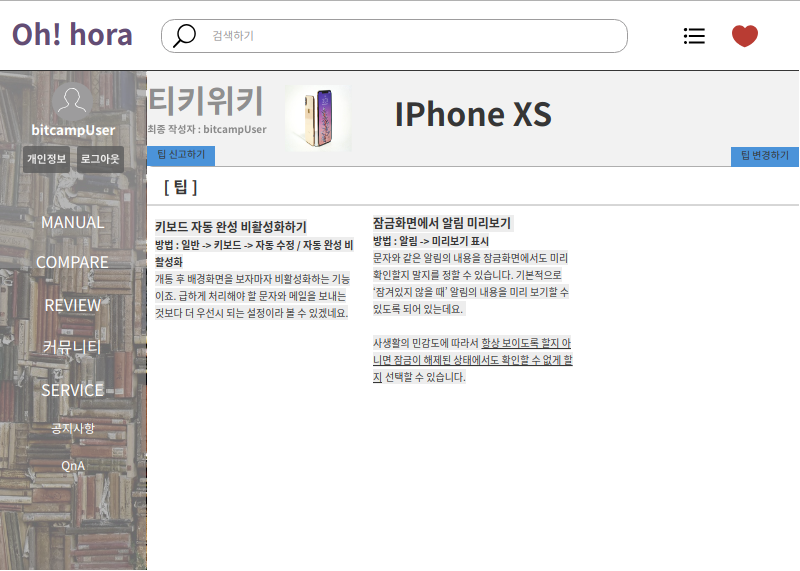 Oh! hora
검색하기
bitcampUser
개인정보 로그아웃
MANUAL
COMPARE
REVIEW
커뮤니티
SERVICE
공지사항
QnA
티키위키
최종 작성자 : bitcampUser
IPhone XS
팁 신고하기
팁 변경하기
[ 팁 ]
키보드 자동 완성 비활성화하기
방법 : 일반 -> 키보드 -> 자동 수정 / 자동 완성 비
활성화
개통 후 배경화면을 보자마자 비활성화하는 기능
이죠. 급하게 처리해야 할 문자와 메일을 보내는
것보다 더 우선시 되는 설정이라 볼 수 있겠네요.
잠금화면에서 알림 미리보기
방법 : 알림 -> 미리보기 표시
문자와 같은 알림의 내용을 잠금화면에서도 미리
확인할지 말지를 정할 수 있습니다. 기본적으로
‘잠겨있지 않을 때’ 알림의 내용을 미리 보기할 수
있도록 되어 있는데요.
사생활의 민감도에 따라서 항상 보이도록 할지 아
니면 잠금이 해제된 상태에서도 확인할 수 없게 할
지 선택할 수 있습니다.